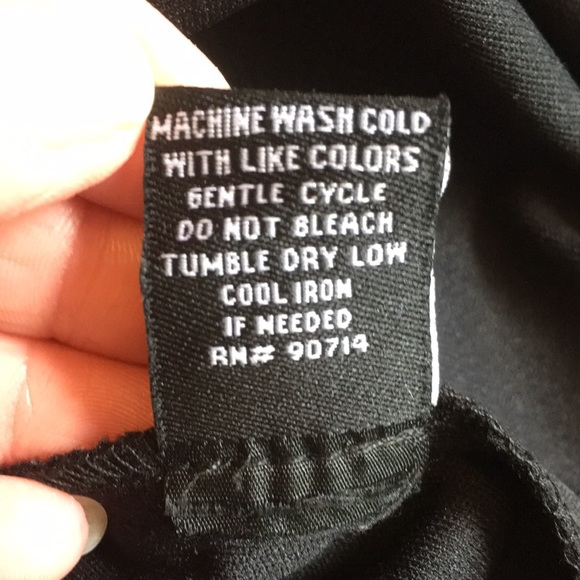 MACHINE WASH COLD
WITH LIKE COLORS
GENTLE CYCLE
DO NOT BLEACH
TUMBLE DRY LOW
COOL IRON
IF NEEDED
RN# 90714